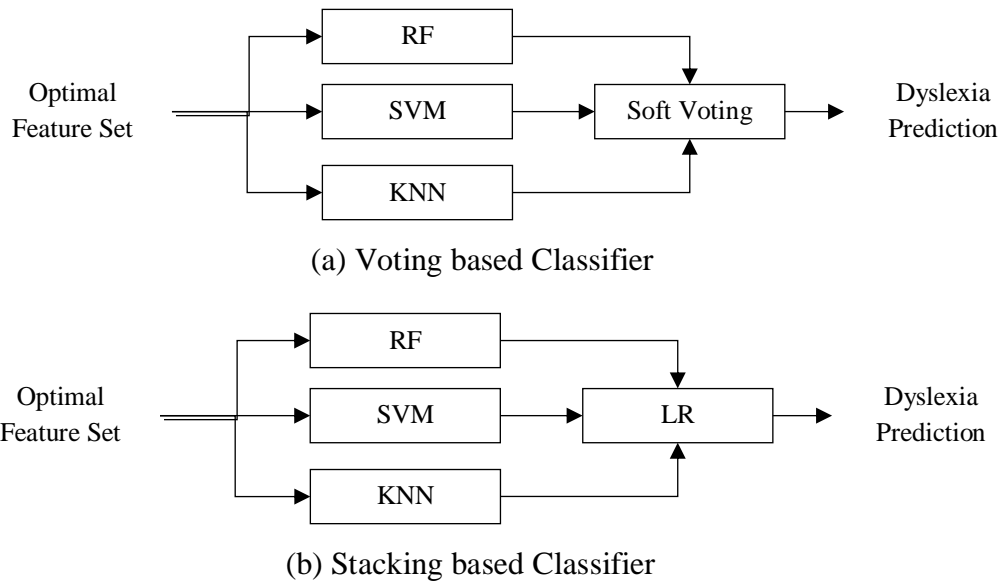 RF
Optimal
Feature Set
SVM
Soft Voting
Dyslexia
Prediction
KNN
(a) Voting based Classifier
RF
Optimal
Feature Set
SVM
LR
Dyslexia
Prediction
KNN
(b) Stacking based Classifier